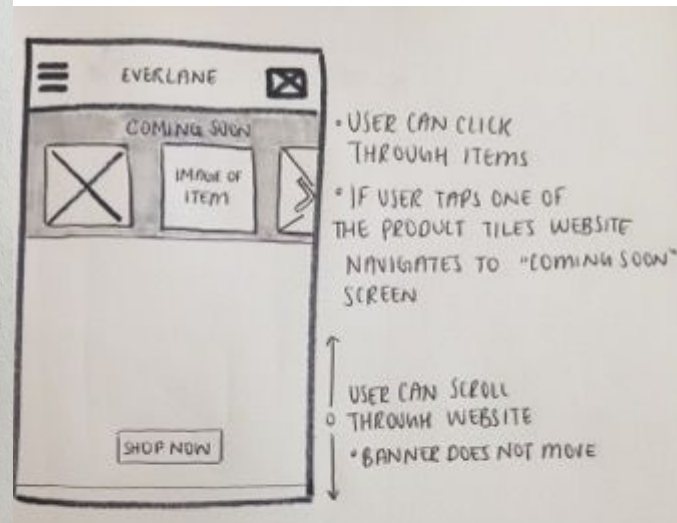 EVERLANE
COMING SOON
IMAGE OF
ITEM
SHOP NOW
• USER CAN CLICK
THROUGH ITEMS
• IF USER TAPS ONE OF
THE PRODUCT TILES WEBSITE
NAVIGATES TO "COMING SOON"
SCREEN
USER CAN SCROLL
THROUGH WEBSITE
• BANNER DOES NOT MOVE